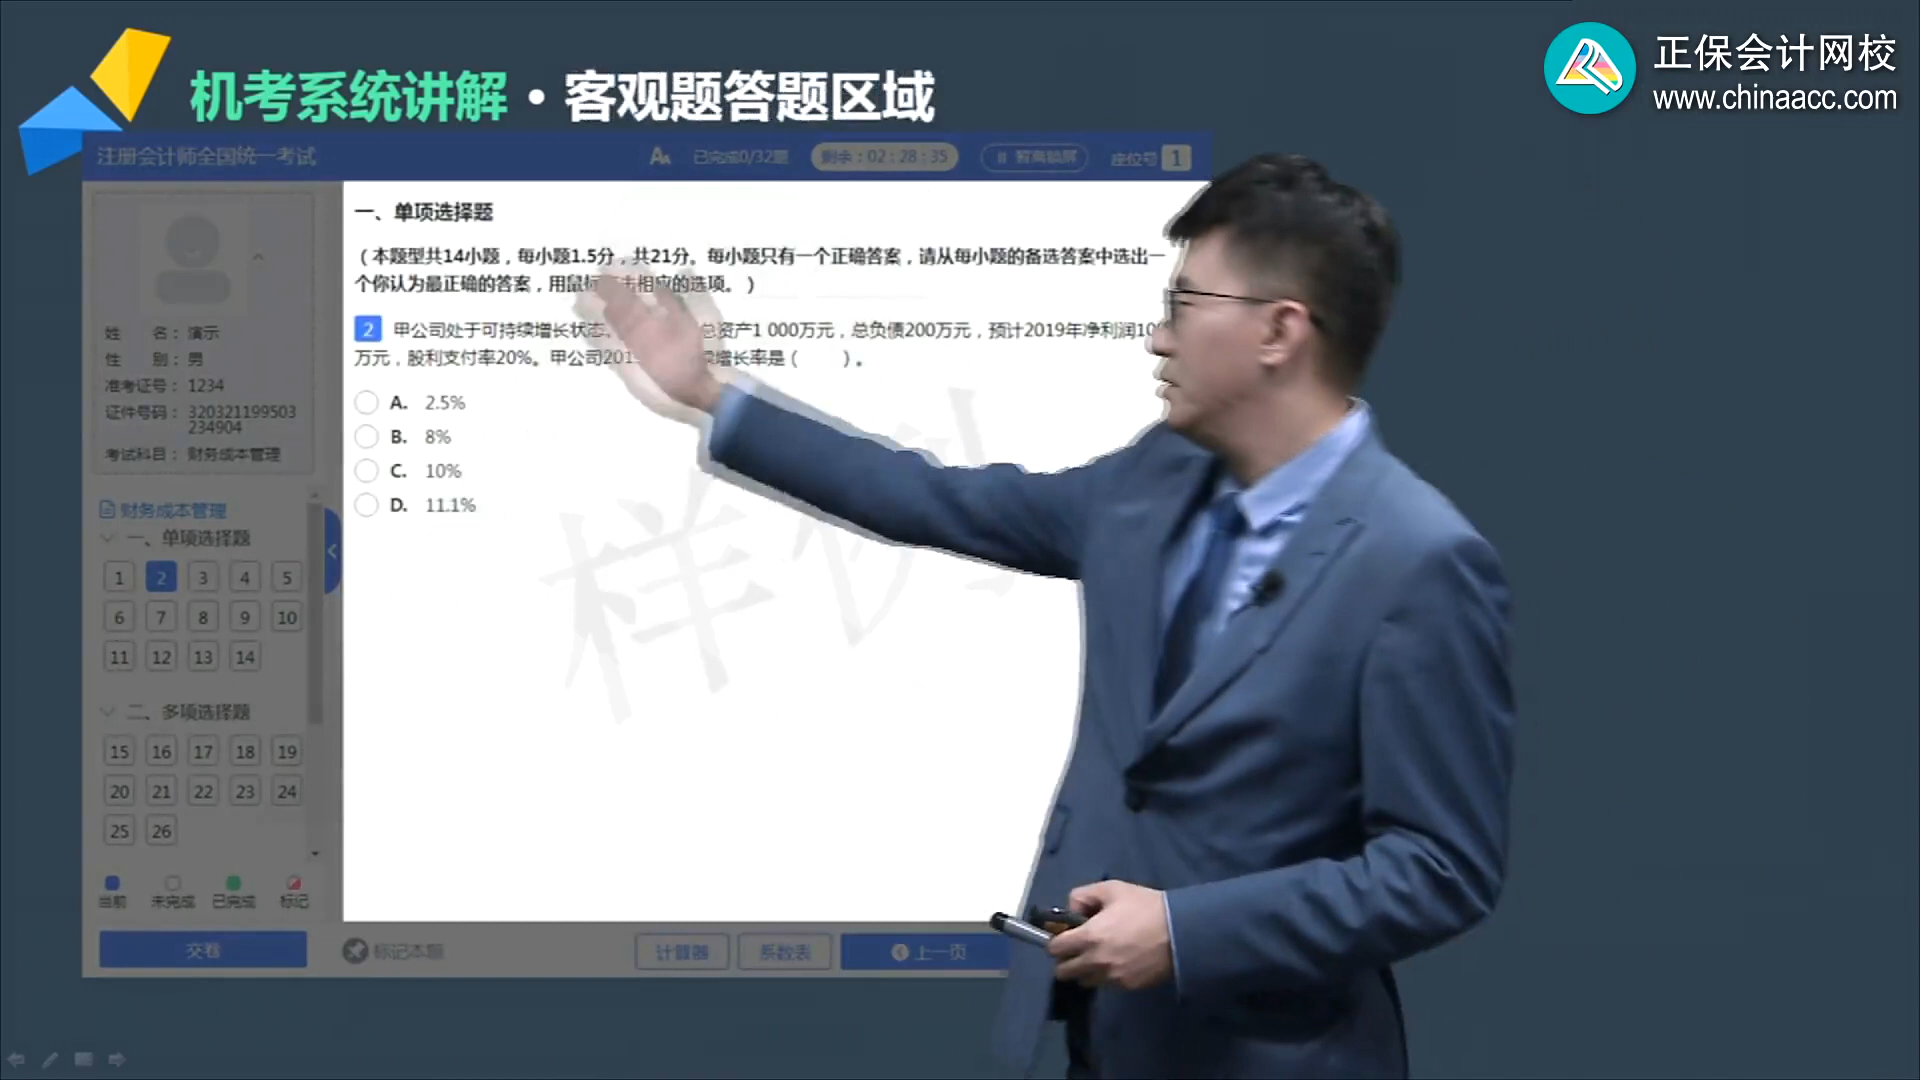 机考系统讲解·客观题答题区域
正保会计网校
www.chinaacc.com
注册会计师全国统一考试
AA 已完成0/32题 剩余：02:28:35 暂离锁屏 座位号 1
姓 名：演示
性 别：男
准考证号：1234
证件号码：320321199503
234904
考试科目：财务成本管理
财务成本管理
一、单项选择题
1 2 3 4 5
6 7 8 9 10
11 12 13 14
二、多项选择题
15 16 17 18 19
20 21 22 23 24
25 26
当前 未完成 已完成 标记
交卷
一、单项选择题
（本题型共14小题，每小题1.5分，共21分。每小题只有一个正确答案，请从每小题的备选答案中选出一
个你认为最正确的答案，用鼠标 击相应的选项。）
2 甲公司处于可持续增长状态 总资产1 000万元，总负债200万元，预计2019年净利润10
万元，股利支付率20%。甲公司201 续增长率是（ ）。
A. 2.5%
B. 8%
C. 10%
D. 11.1%
样例
标记本题 计算器 系数表 上一页